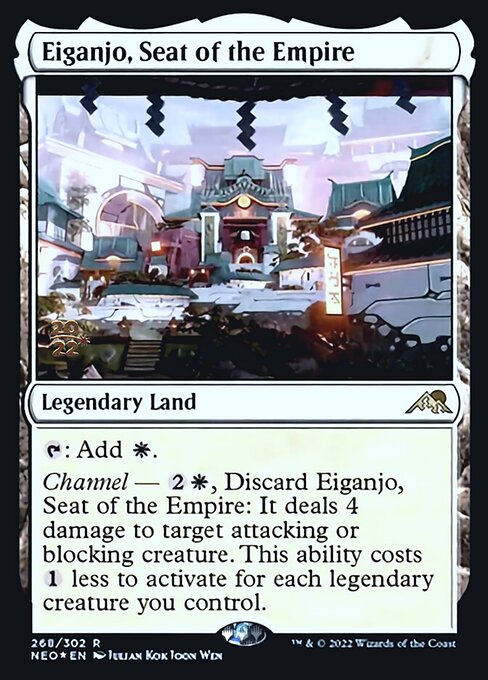 Eiganjo, Seat of the Empire
20
22
Legendary Land
: Add .
Channel — 2, Discard Eiganjo,
Seat of the Empire: It deals 4
damage to target attacking or
blocking creature. This ability costs
1 less to activate for each legendary
creature you control.
268/302 R
NEO★EN Julian Kok Joon Wen
™ & © 2022 Wizards of the Coast